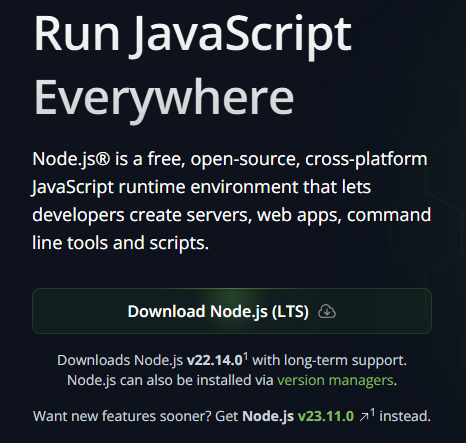 Run JavaScript
Everywhere
Node.js® is a free, open-source, cross-platform
JavaScript runtime environment that lets
developers create servers, web apps, command
line tools and scripts.
Download Node.js (LTS)
Downloads Node.js v22.14.0¹ with long-term support.
Node.js can also be installed via version managers.
Want new features sooner? Get Node.js v23.11.0 ↗¹ instead.